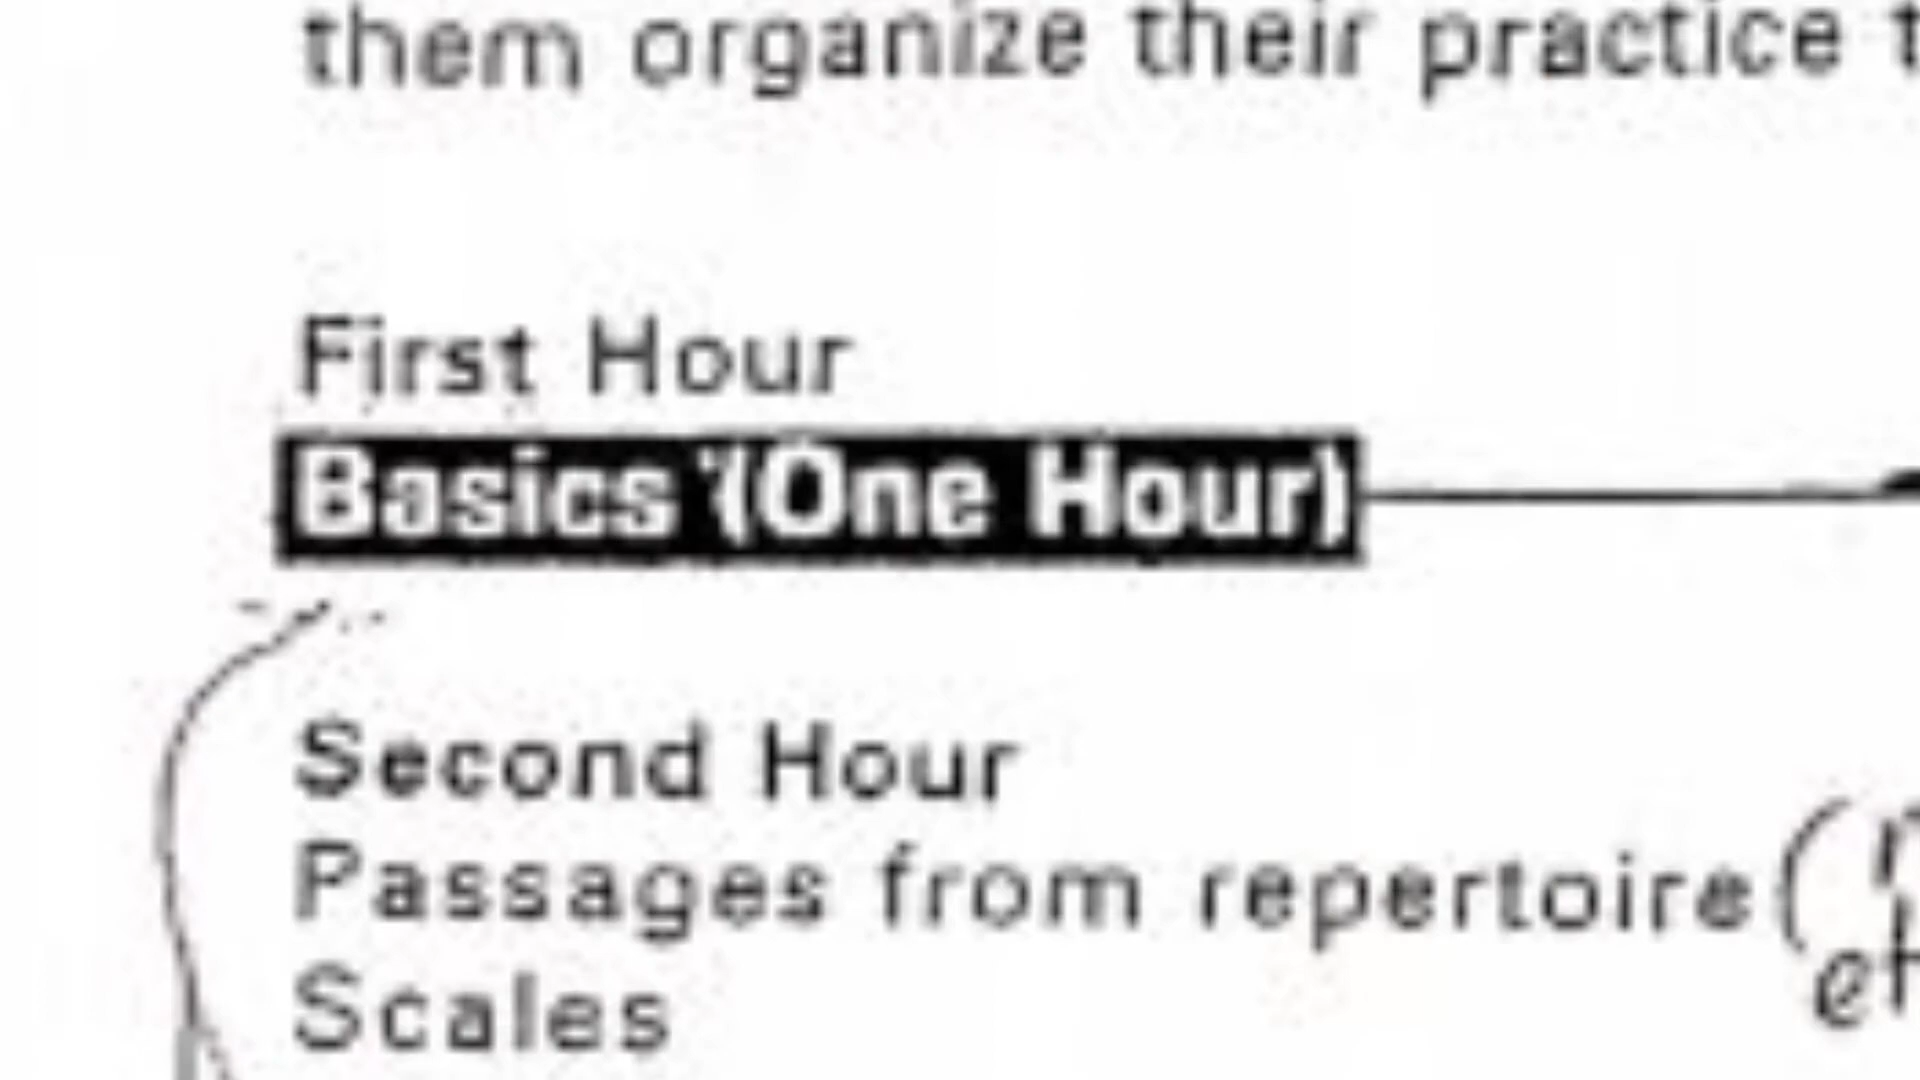 them organize their practice
First Hour
Basics (One Hour)
Second Hour
Passages from repertoire
Scales